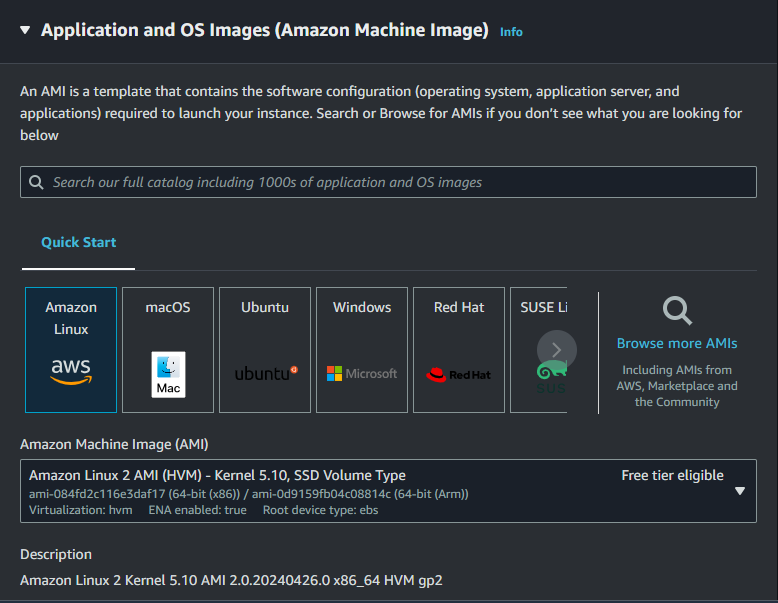 Application and OS Images (Amazon Machine Image) Info
An AMI is a template that contains the software configuration (operating system, application server, and
applications) required to launch your instance. Search or Browse for AMIs if you don't see what you are looking for
below
Search our full catalog including 1000s of application and OS images
Quick Start
Amazon
Linux
aws
macOS
Mac
Ubuntu
ubuntu
Windows
Microsoft
Red Hat
Red Hat
SUSE Li
SUS
Browse more AMIs
Including AMIs from
AWS, Marketplace and
the Community
Amazon Machine Image (AMI)
Amazon Linux 2 AMI (HVM) - Kernel 5.10, SSD Volume Type
Free tier eligible
ami-084fd2c116e3daf17 (64-bit (x86)) / ami-0d9159fb04c08814c (64-bit (Arm))
Virtualization: hvm ENA enabled: true Root device type: ebs
Description
Amazon Linux 2 Kernel 5.10 AMI 2.0.20240426.0 x86_64 HVM gp2